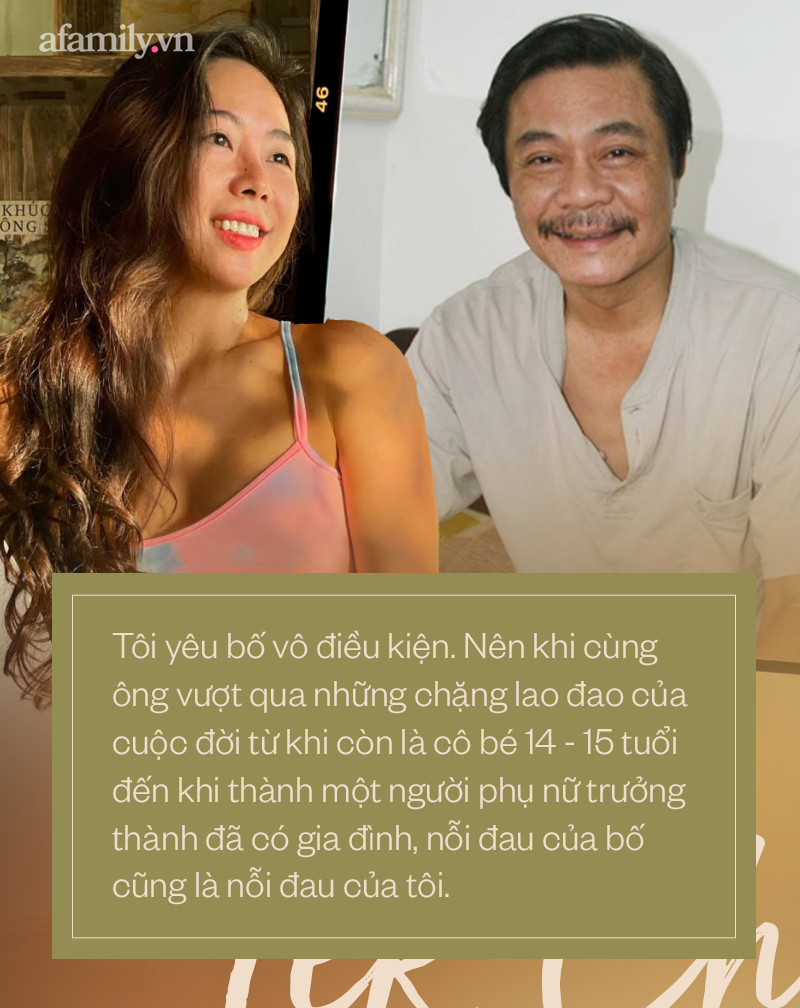 afamily.vn
46
KHÚC
ÔNG
Tôi yêu bố vô điều kiện. Nên khi cùng
ông vượt qua những chặng lao đao của
cuộc đời từ khi còn là cô bé 14 - 15 tuổi
đến khi thành một người phụ nữ trưởng
thành đã có gia đình, nỗi đau của bố
cũng là nỗi đau của tôi.